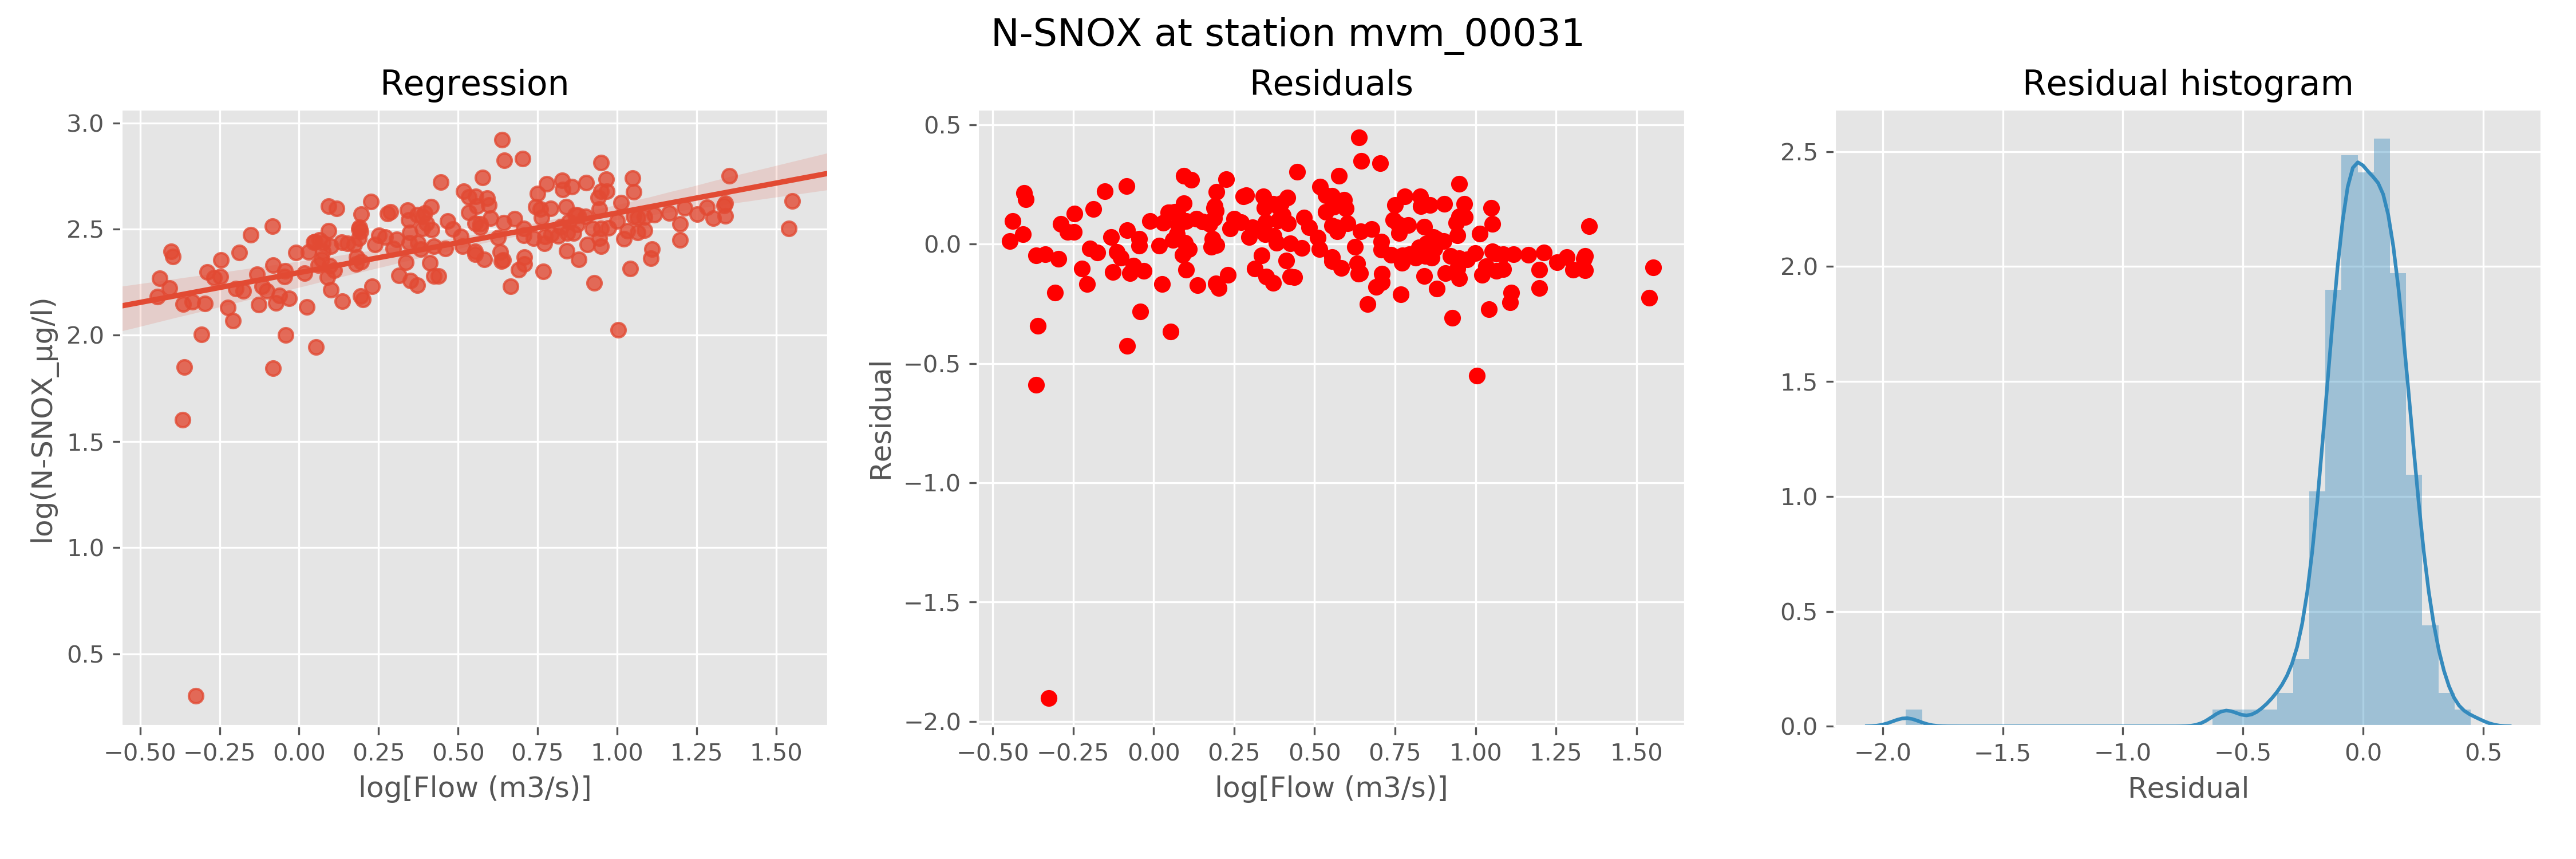 N-SNOX at station mvm_00031
Regression
log(N-SNOX_µg/l)
3.0
2.5
2.0
1.5
1.0
0.5
−0.50 −0.25 0.00 0.25 0.50 0.75 1.00 1.25 1.50
log[Flow (m3/s)]
Residuals
Residual
0.5
0.0
−0.5
−1.0
−1.5
−2.0
−0.50 −0.25 0.00 0.25 0.50 0.75 1.00 1.25 1.50
log[Flow (m3/s)]
Residual histogram
2.5
2.0
1.5
1.0
0.5
0.0
−2.0 −1.5 −1.0 −0.5 0.0 0.5
Residual